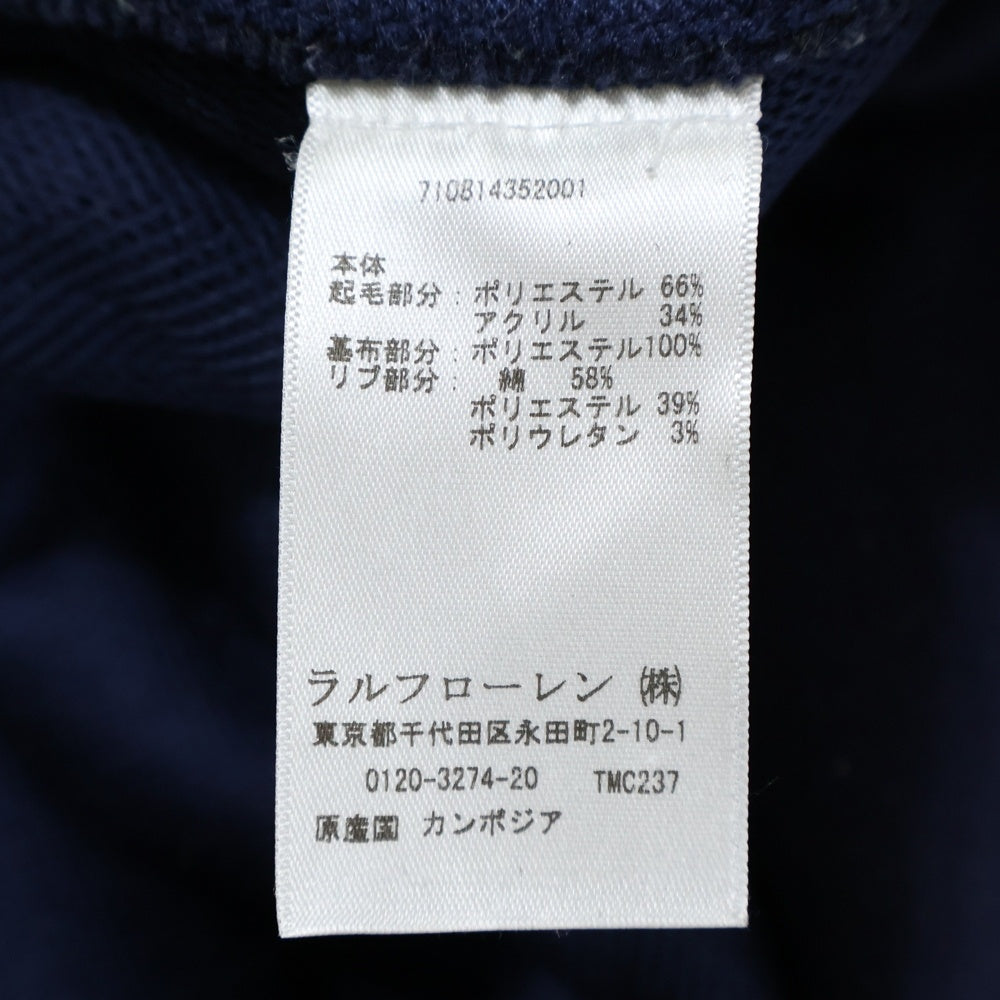 710814352001
本体
起毛部分：ポリエステル 66%
アクリル 34%
基布部分：ポリエステル100%
リブ部分： 綿 58%
ポリエステル 39%
ポリウレタン 3%
ラルフローレン ㈱
東京都千代田区永田町2-10-1
0120-3274-20 TMC237
原産国 カンボジア